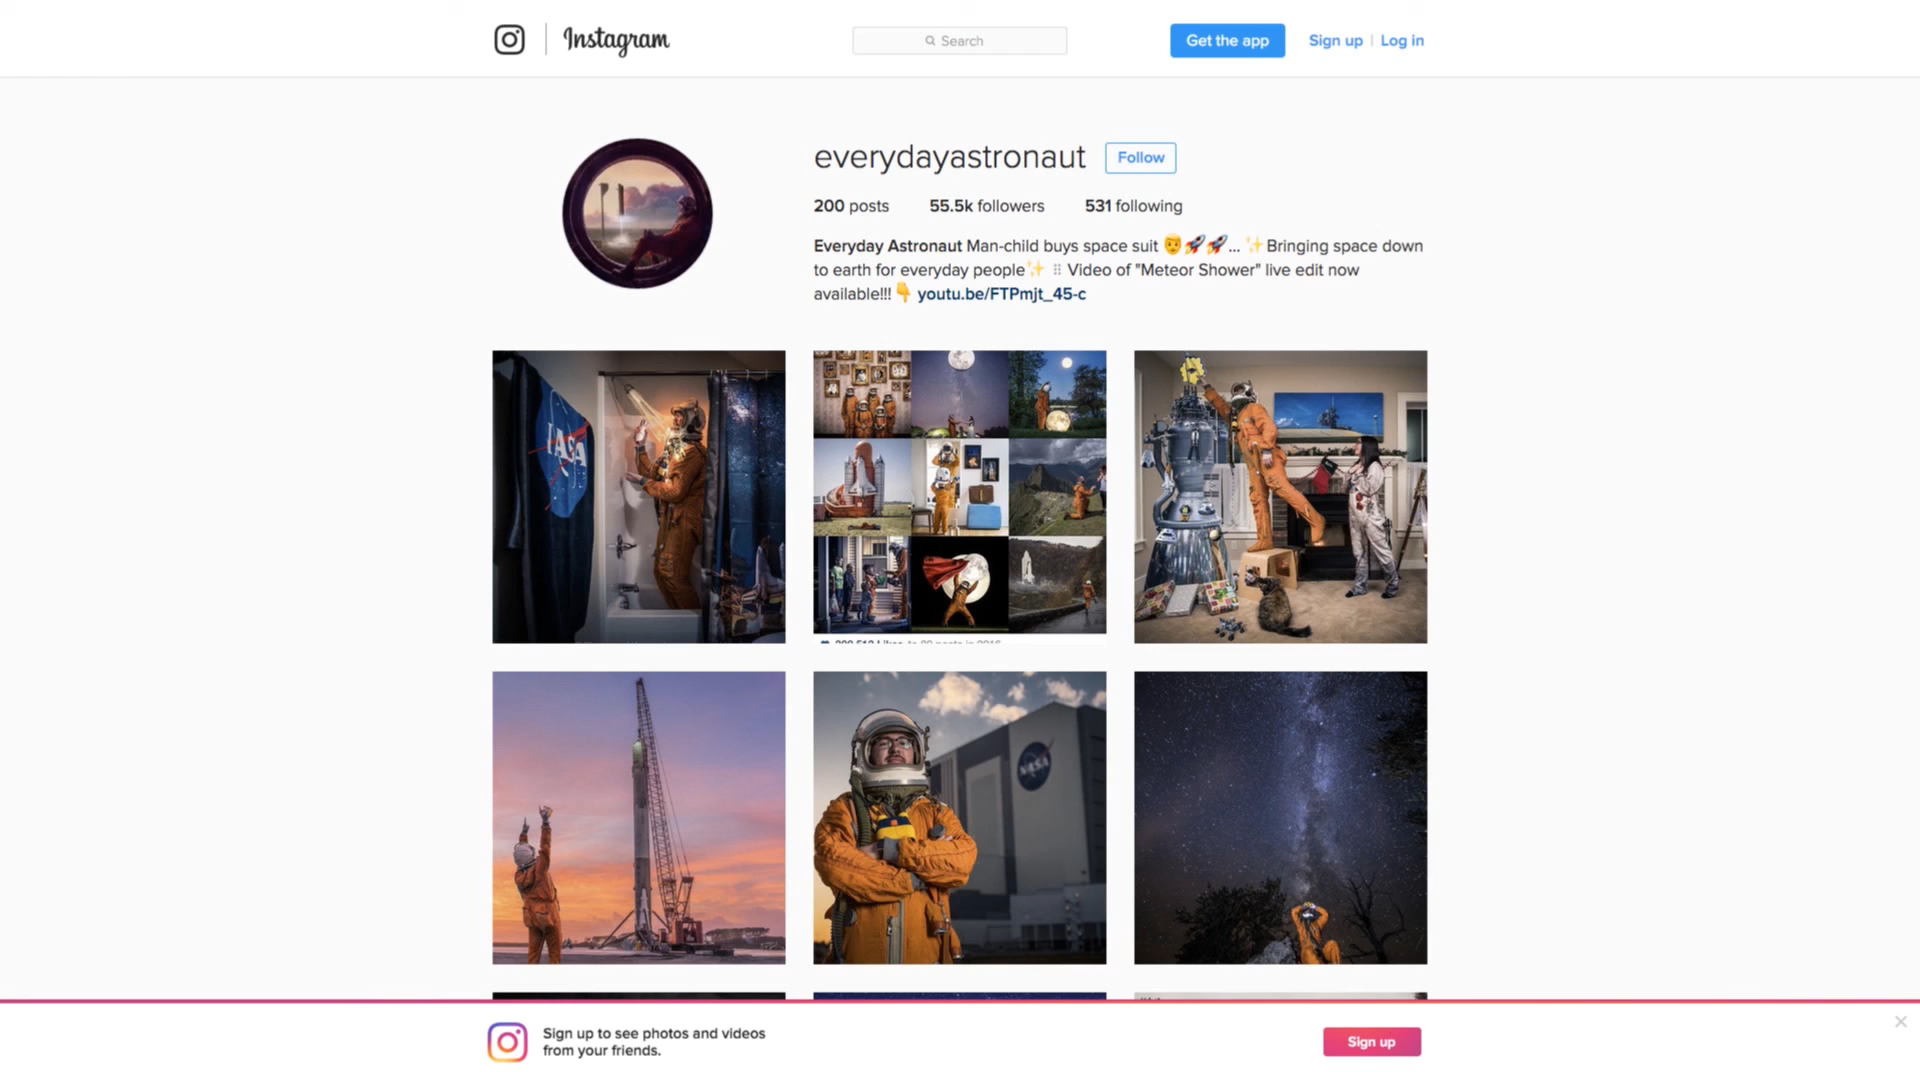 Instagram
Search
Get the app
Sign up | Log in
everydayastronaut
Follow
200 posts 55.5k followers 531 following
Everyday Astronaut Man-child buys space suit 👨🚀🚀... ✨Bringing space down
to earth for everyday people✨ ⠿ Video of "Meteor Shower" live edit now
available!!! 👇 youtu.be/FTPmjt_45-c
NASA
NASA
Sign up to see photos and videos
from your friends.
Sign up